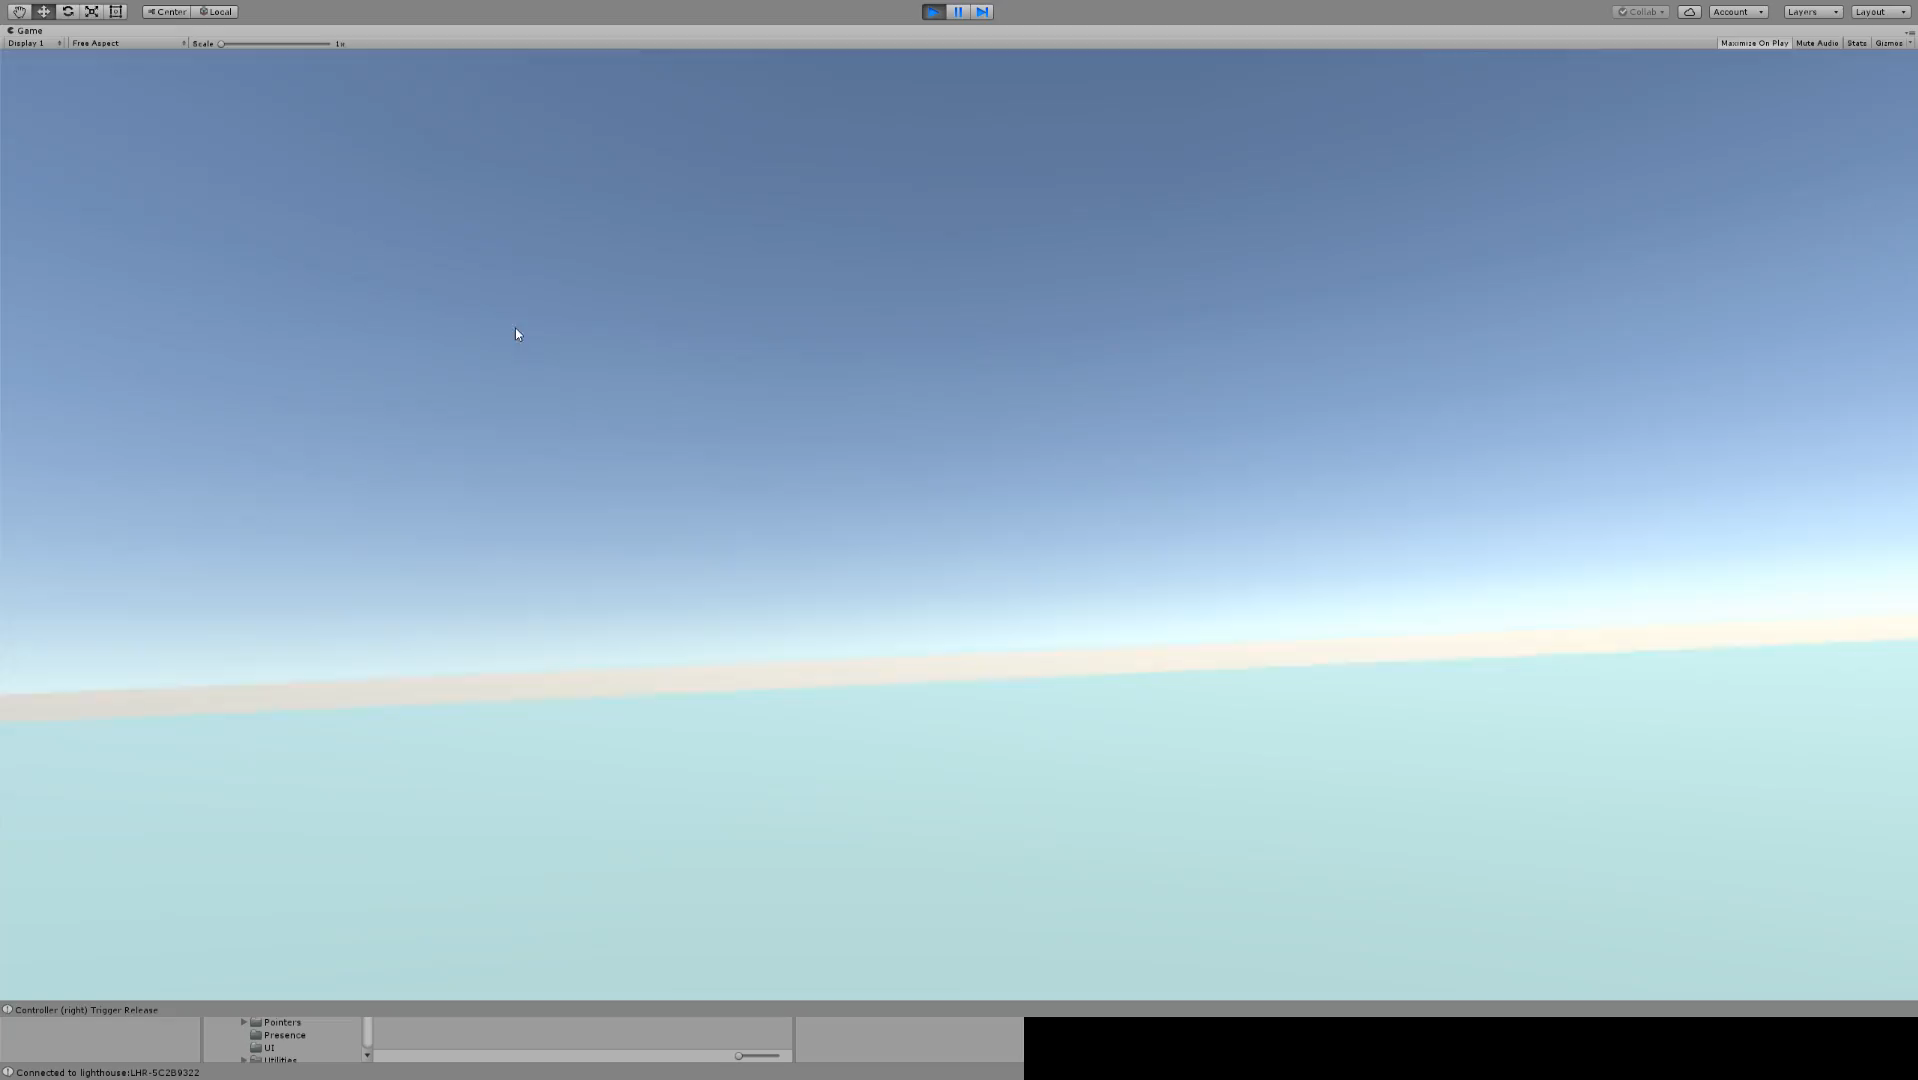 Center Local Collab Account Layers Layout
Game
Display 1 Free Aspect Scale 1x Maximize On Play Mute Audio Stats Gizmos
Controller (right) Trigger Release
Pointers
Presence
UI
Utilities
Connected to lighthouse:LHR-5C2B9322